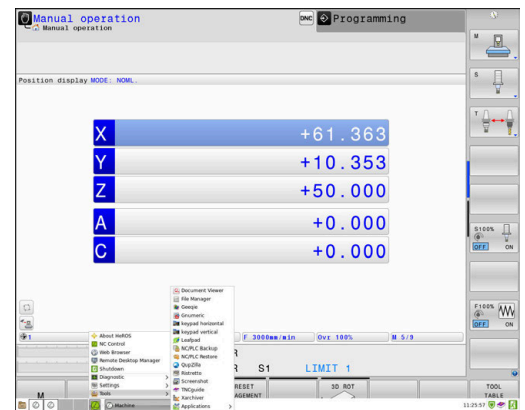 Manual operation
Manual operation
DNC
Programming
Position display MODE: NOML.
X +61.363
Y +10.353
Z +50.000
A +0.000
C +0.000
M
S
T
S100%
OFF ON
F100%
OFF ON
1
F 3000mm/min
Ovr 100%
M 5/9
S1
LIMIT 1
Document Viewer
File Manager
Geeqie
Gnumeric
keypad horizontal
keypad vertical
Leafpad
NC/PLC Backup
NC/PLC Restore
QupZilla
Ristretto
Screenshot
TNCguide
Xarchiver
Applications
About HeROS
NC Control
Web Browser
Remote Desktop Manager
Shutdown
Diagnostic
Settings
Tools
M
RESET
AGEMENT
3D ROT
TOOL
TABLE
Machine
11:25:57